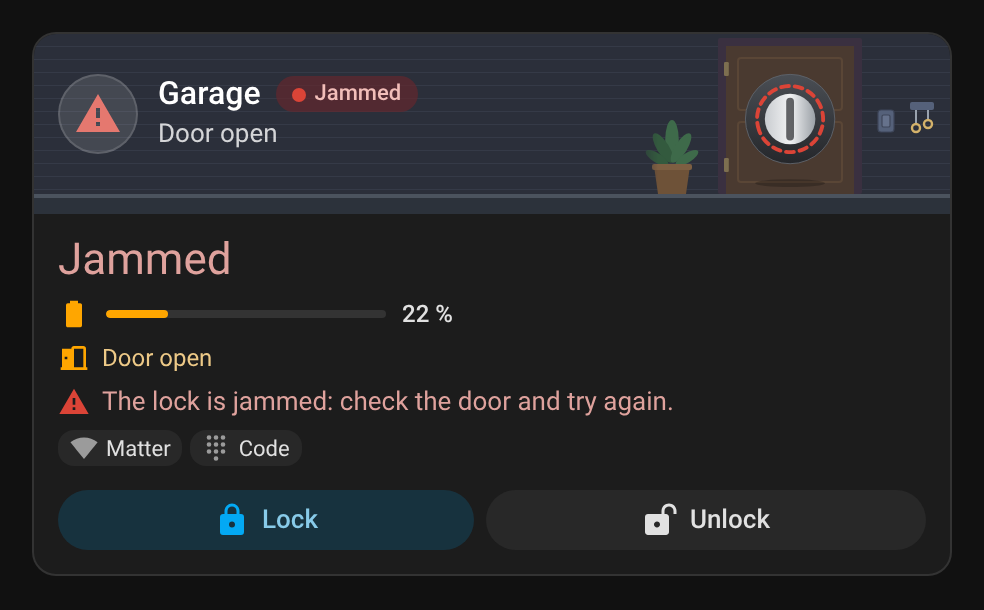 Garage
Jammed
Door open
Jammed
22 %
Door open
The lock is jammed: check the door and try again.
Matter
Code
Lock
Unlock